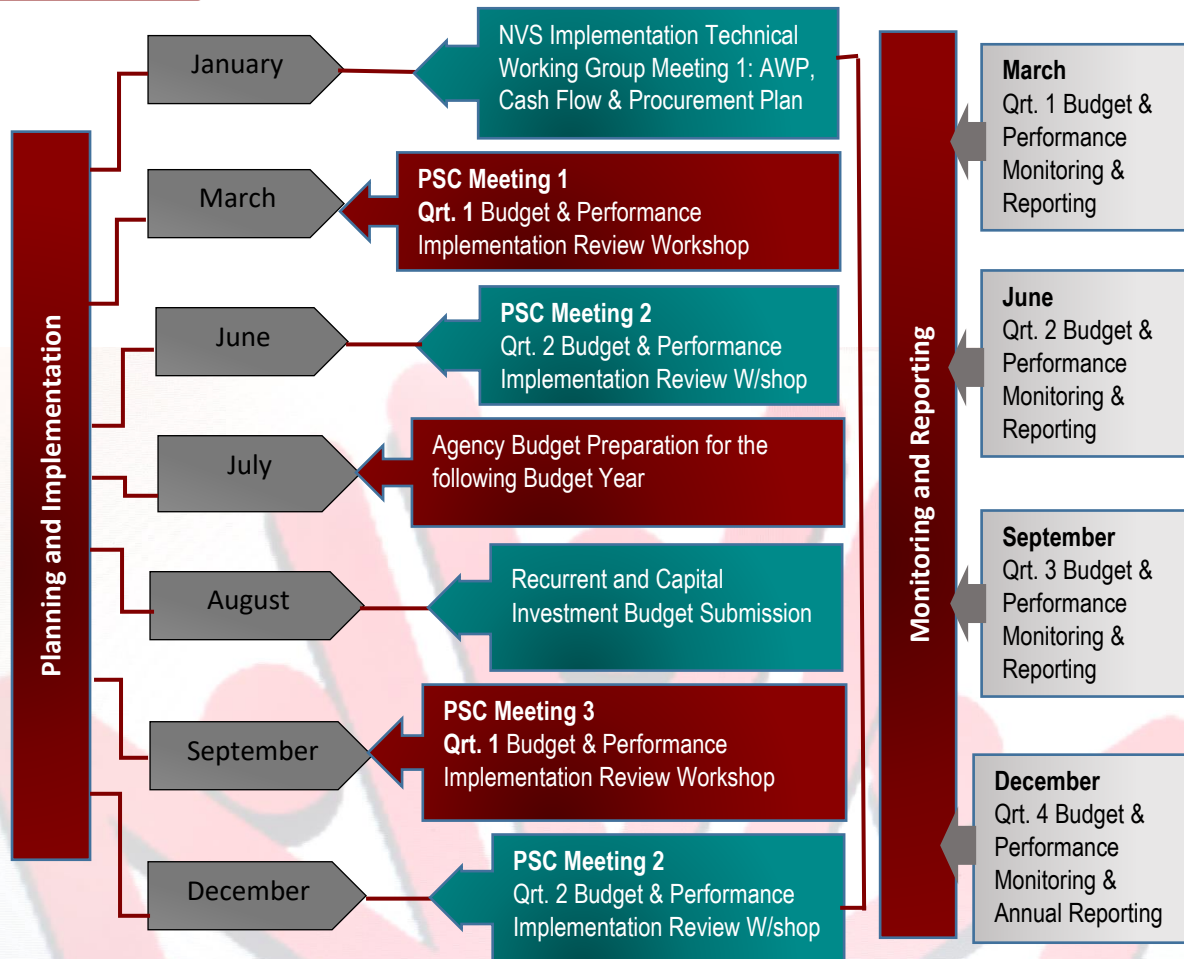 Planning and Implementation
January
NVS Implementation Technical
Working Group Meeting 1: AWP,
Cash Flow & Procurement Plan
March
PSC Meeting 1
Qrt. 1 Budget & Performance
Implementation Review Workshop
June
PSC Meeting 2
Qrt. 2 Budget & Performance
Implementation Review W/shop
July
Agency Budget Preparation for the
following Budget Year
August
Recurrent and Capital
Investment Budget Submission
September
PSC Meeting 3
Qrt. 1 Budget & Performance
Implementation Review Workshop
December
PSC Meeting 2
Qrt. 2 Budget & Performance
Implementation Review W/shop
Monitoring and Reporting
March
Qrt. 1 Budget &
Performance
Monitoring &
Reporting
June
Qrt. 2 Budget &
Performance
Monitoring &
Reporting
September
Qrt. 3 Budget &
Performance
Monitoring &
Reporting
December
Qrt. 4 Budget &
Performance
Monitoring &
Annual Reporting